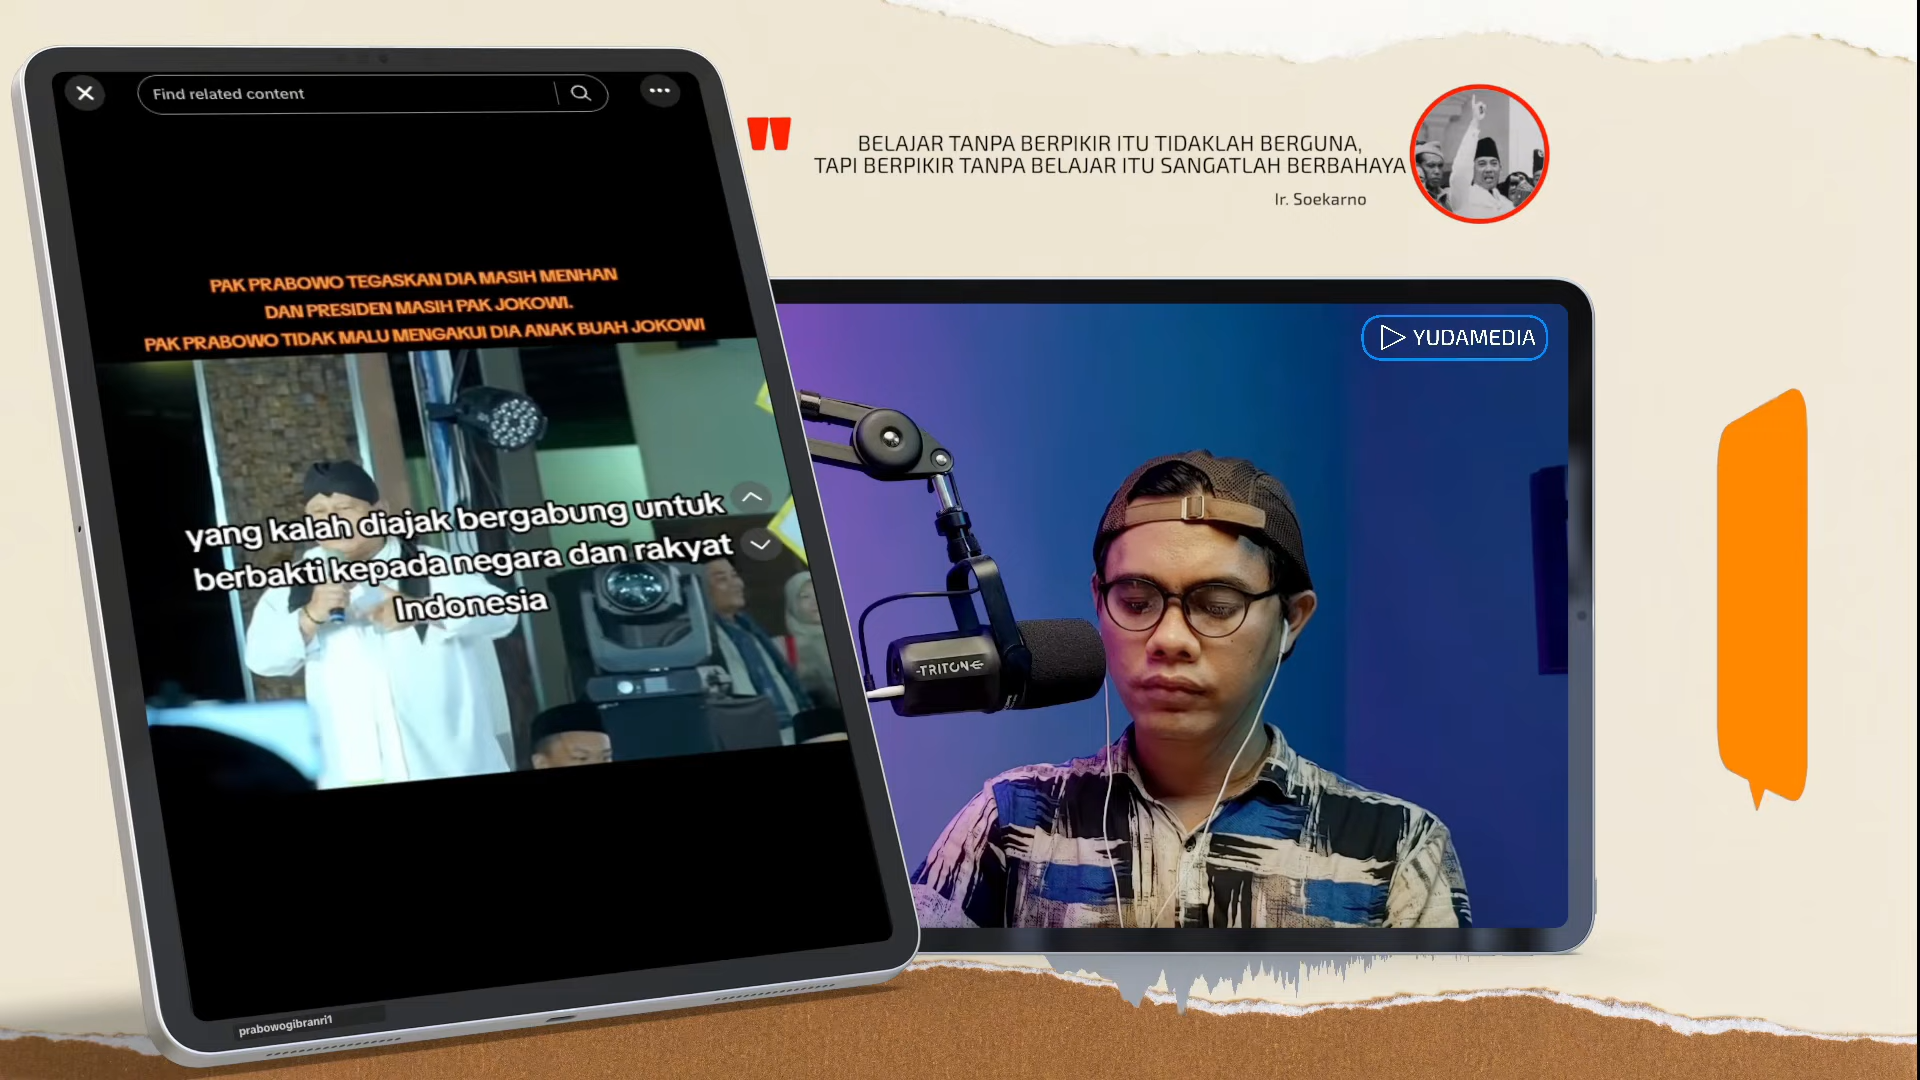 Find related content
PAK PRABOWO TEGASKAN DIA MASIH MENHAN
DAN PRESIDEN MASIH PAK JOKOWI.
PAK PRABOWO TIDAK MALU MENGAKUI DIA ANAK BUAH JOKOWI
yang kalah diajak bergabung untuk
berbakti kepada negara dan rakyat
Indonesia
prabowogibranri1
"
BELAJAR TANPA BERPIKIR ITU TIDAKLAH BERGUNA,
TAPI BERPIKIR TANPA BELAJAR ITU SANGATLAH BERBAHAYA
Ir. Soekarno
YUDAMEDIA
TRITON